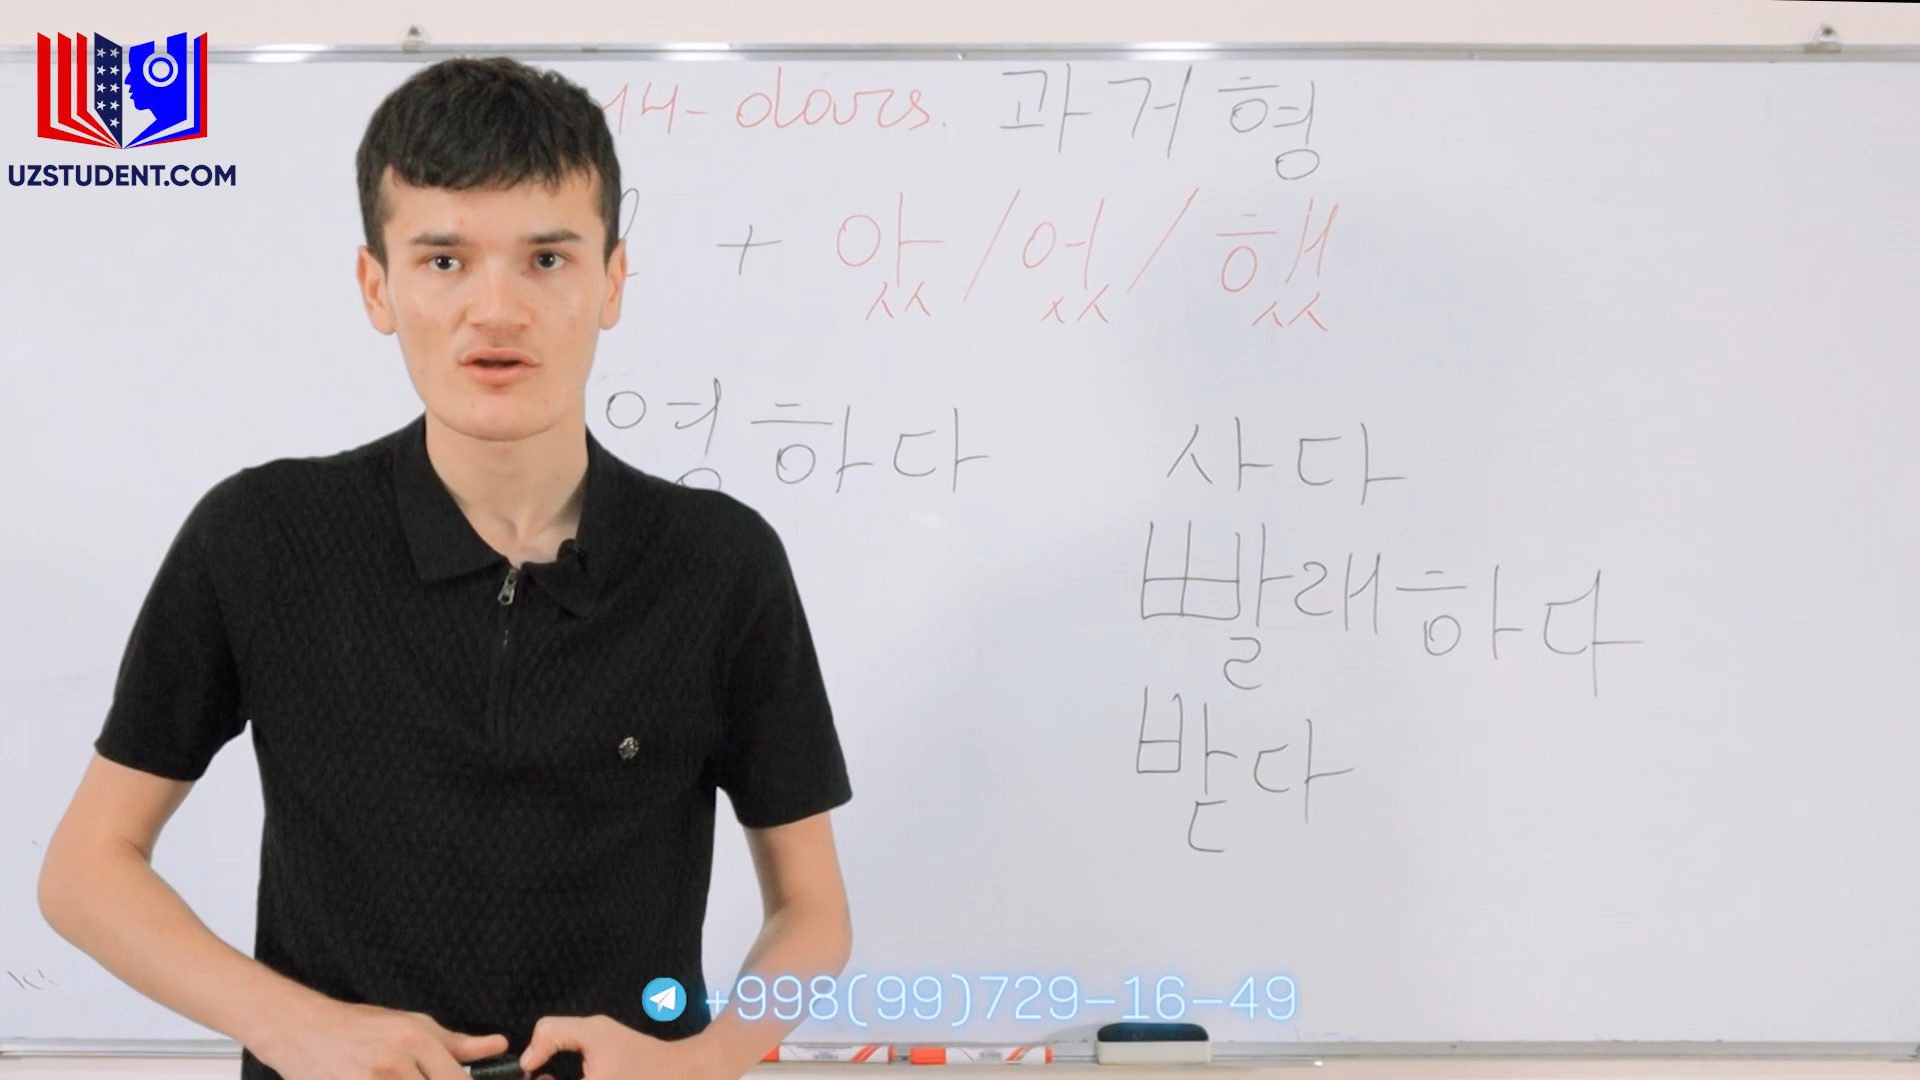 UZSTUDENT.COM
14-dars. 과거형
+ 았/었/했
영하다
사다
빨래하다
받다
+998(99)729-16-49